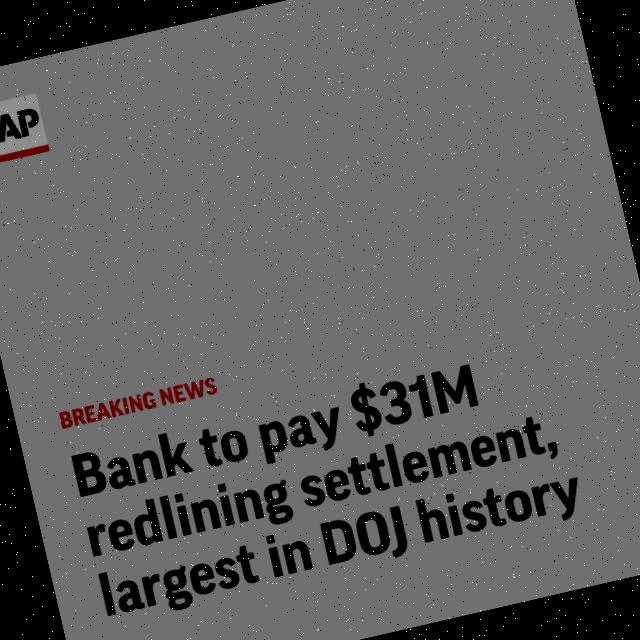 AP
BREAKING NEWS
Bank to pay $31M
redlining settlement,
largest in DOJ history